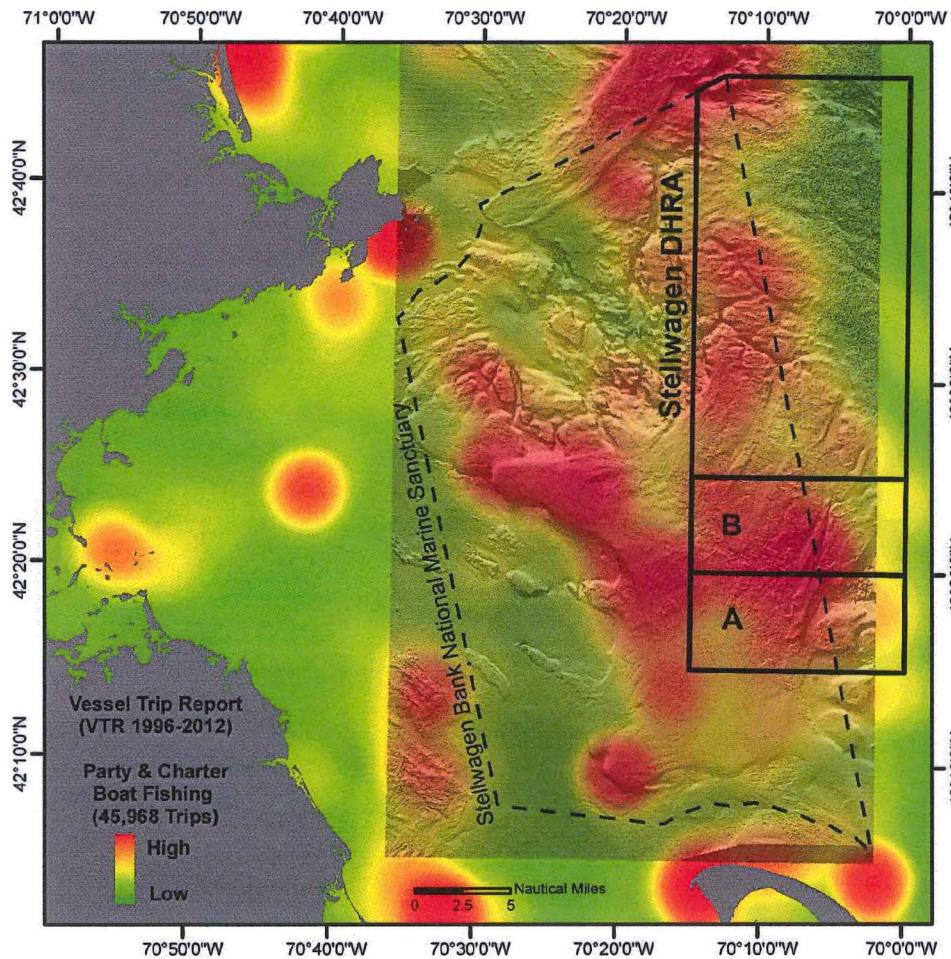 71°0'0"W 70°50'0"W 70°40'0"W 70°30'0"W 70°20'0"W 70°10'0"W 70°0'0"W
42°40'0"N
42°30'0"N
42°20'0"N
42°10'0"N
Stellwagen DHRA
Stellwagen Bank National Marine Sanctuary
B
A
Vessel Trip Report
(VTR 1996-2012)
Party & Charter
Boat Fishing
(45,968 Trips)
High
Low
Nautical Miles
0 2.5 5
70°50'0"W 70°40'0"W 70°30'0"W 70°20'0"W 70°10'0"W 70°0'0"W